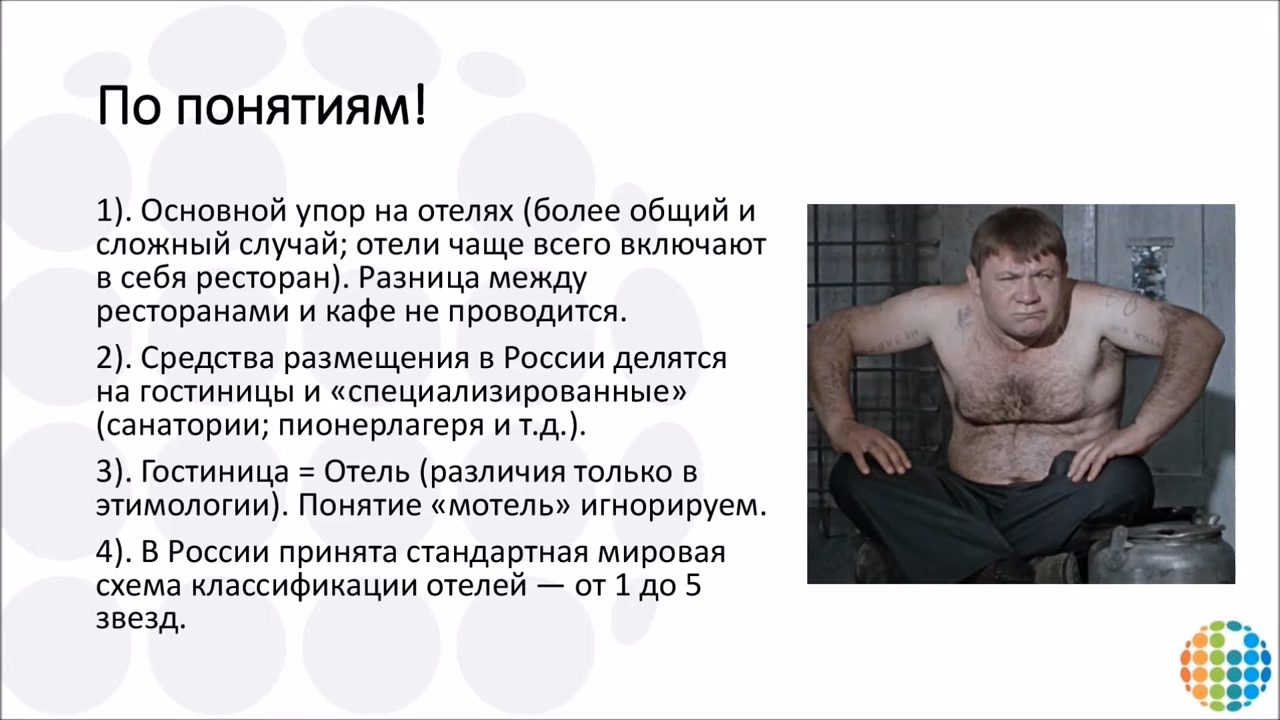 По понятиям!
1). Основной упор на отелях (более общий и
сложный случай; отели чаще всего включают
в себя ресторан). Разница между
ресторанами и кафе не проводится.
2). Средства размещения в России делятся
на гостиницы и «специализированные»
(санатории; пионерлагеря и т.д.).
3). Гостиница = Отель (различия только в
этимологии). Понятие «мотель» игнорируем.
4). В России принята стандартная мировая
схема классификации отелей — от 1 до 5
звезд.